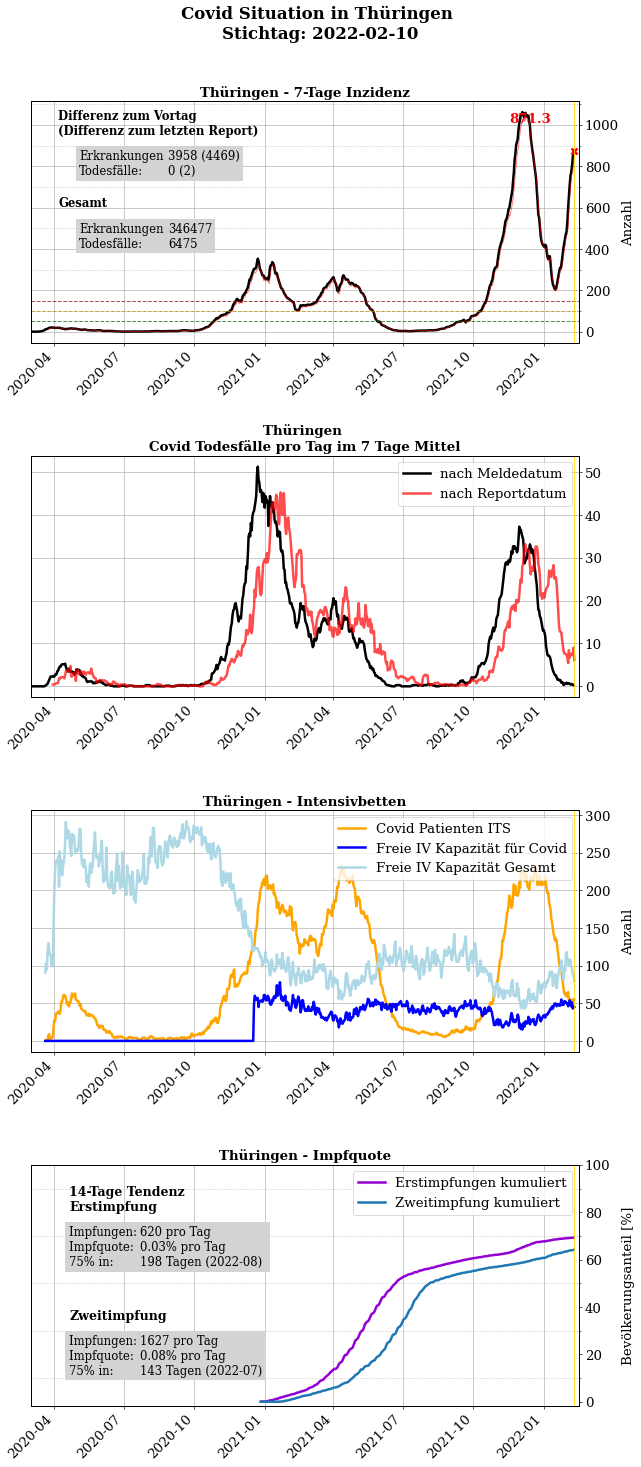 Covid Situation in Thüringen
Stichtag: 2022-02-10
Thüringen - 7-Tage Inzidenz
Differenz zum Vortag
(Differenz zum letzten Report)
Erkrankungen 3958 (4469)
Todesfälle: 0 (2)
Gesamt
Erkrankungen 346477
Todesfälle: 6475
871.3
1000
800
600
400
200
0
Anzahl
2020-04
2020-07
2020-10
2021-01
2021-04
2021-07
2021-10
2022-01
Thüringen
Covid Todesfälle pro Tag im 7 Tage Mittel
nach Meldedatum
nach Reportdatum
50
40
30
20
10
0
2020-04
2020-07
2020-10
2021-01
2021-04
2021-07
2021-10
2022-01
Thüringen - Intensivbetten
Covid Patienten ITS
Freie IV Kapazität für Covid
Freie IV Kapazität Gesamt
300
250
200
150
100
50
0
Anzahl
2020-04
2020-07
2020-10
2021-01
2021-04
2021-07
2021-10
2022-01
Thüringen - Impfquote
14-Tage Tendenz
Erstimpfung
Impfungen: 620 pro Tag
Impfquote: 0.03% pro Tag
75% in: 198 Tagen (2022-08)
Zweitimpfung
Impfungen: 1627 pro Tag
Impfquote: 0.08% pro Tag
75% in: 143 Tagen (2022-07)
Erstimpfungen kumuliert
Zweitimpfung kumuliert
100
80
60
40
20
0
Bevölkerungsanteil [%]
2020-04
2020-07
2020-10
2021-01
2021-04
2021-07
2021-10
2022-01